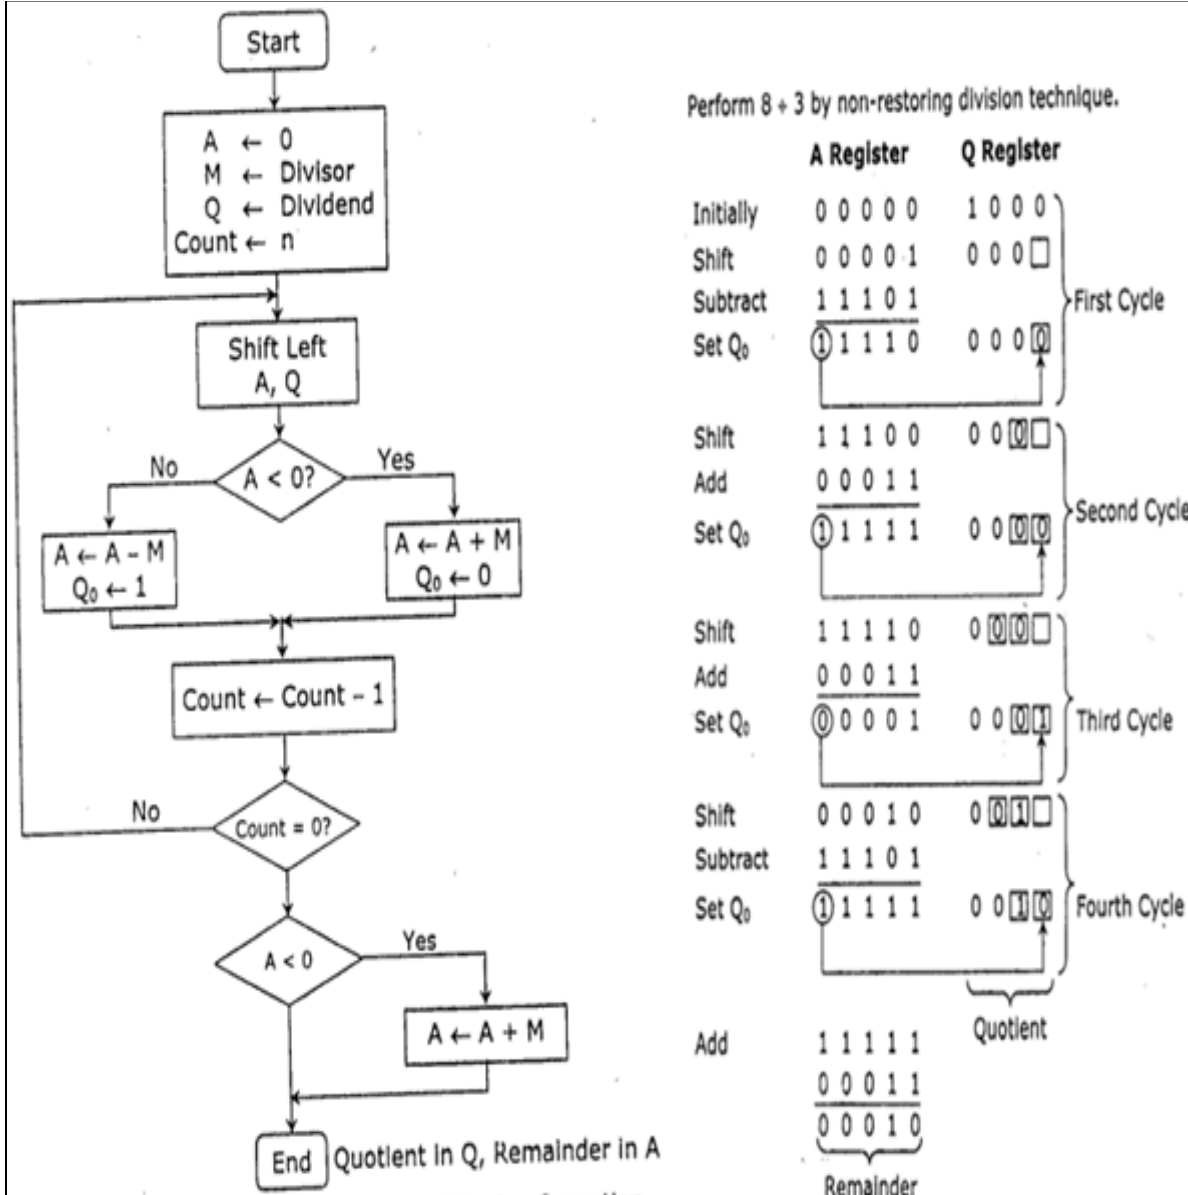 Start
A ← 0
M ← Divisor
Q ← Dividend
Count ← n
Shift Left
A, Q
No
A < 0?
Yes
A ← A - M
Q₀ ← 1
A ← A + M
Q₀ ← 0
Count ← Count - 1
No
Count = 0?
A < 0
Yes
A ← A + M
End
Quotient in Q, Remainder in A
Perform 8 ÷ 3 by non-restoring division technique.
A Register Q Register
Initially 0 0 0 0 0 1 0 0 0
Shift 0 0 0 0 1 0 0 0
Subtract 1 1 1 0 1
Set Q₀ 1 1 1 1 0 0 0 0 0
First Cycle
Shift 1 1 1 0 0 0 0 0
Add 0 0 0 1 1
Set Q₀ 1 1 1 1 1 0 0 0 0
Second Cycle
Shift 1 1 1 1 0 0 0 0
Add 0 0 0 1 1
Set Q₀ 0 0 0 0 1 0 0 0 1
Third Cycle
Shift 0 0 0 1 0 0 0 1
Subtract 1 1 1 0 1
Set Q₀ 1 1 1 1 1 0 0 1 0
Fourth Cycle
Quotient
Add 1 1 1 1 1
0 0 0 1 1
0 0 0 1 0
Remainder